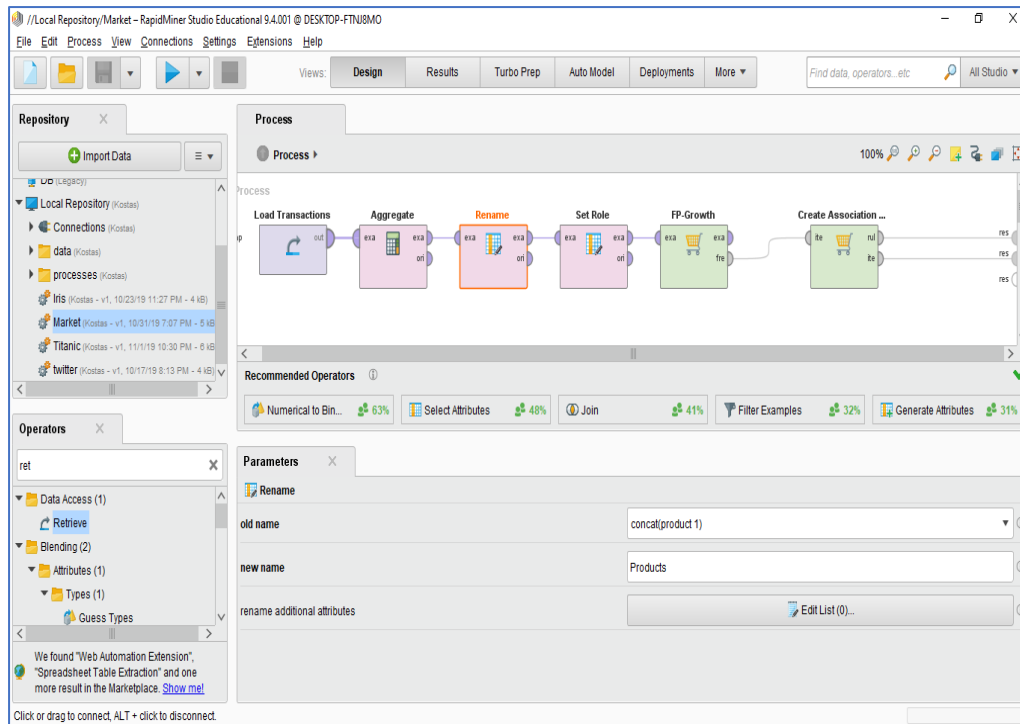 //Local Repository/Market – RapidMiner Studio Educational 9.4.001 @ DESKTOP-FTNJ8MO
File Edit Process View Connections Settings Extensions Help
Views: Design Results Turbo Prep Auto Model Deployments More Find data, operators...etc All Studio
Repository
Import Data
DB (Legacy)
Local Repository (Kostas)
Connections (Kostas)
data (Kostas)
processes (Kostas)
Iris (Kostas - v1, 10/23/19 11:27 PM - 4 kB)
Market (Kostas - v1, 10/31/19 7:07 PM - 5 kB
Titanic (Kostas - v1, 11/1/19 10:30 PM - 6 kB
twitter (Kostas - v1, 10/17/19 8:13 PM - 4 kB)
Process
Process
100%
Process
Load Transactions Aggregate Rename Set Role FP-Growth Create Association ...
out exa exa exa exa exa exa exa exa ite rul res
ori ori ori fre ite res
res
Recommended Operators
Numerical to Bin... 63% Select Attributes 48% Join 41% Filter Examples 32% Generate Attributes 31%
Operators
ret
Data Access (1)
Retrieve
Blending (2)
Attributes (1)
Types (1)
Guess Types
We found "Web Automation Extension",
"Spreadsheet Table Extraction" and one
more result in the Marketplace. Show me!
Parameters
Rename
old name concat(product 1)
new name Products
rename additional attributes Edit List (0)...
Click or drag to connect, ALT + click to disconnect.